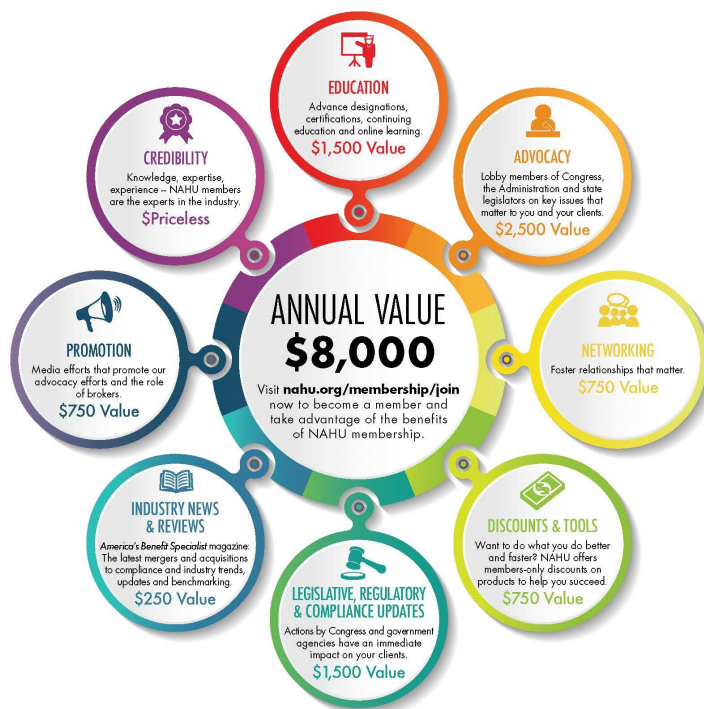 EDUCATION
Advance designations,
certifications, continuing
education and online learning.
$1,500 Value
ADVOCACY
Lobby members of Congress,
the Administration and state
legislators on key issues that
matter to you and your clients.
$2,500 Value
NETWORKING
Foster relationships that matter.
$750 Value
DISCOUNTS & TOOLS
Want to do what you do better
and faster? NAHU offers
members-only discounts on
products to help you succeed.
$750 Value
LEGISLATIVE, REGULATORY
& COMPLIANCE UPDATES
Actions by Congress and government
agencies have an immediate
impact on your clients.
$1,500 Value
INDUSTRY NEWS
& REVIEWS
America's Benefit Specialist magazine:
The latest mergers and acquisitions
to compliance and industry trends,
updates and benchmarking.
$250 Value
PROMOTION
Media efforts that promote our
advocacy efforts and the role
of brokers.
$750 Value
CREDIBILITY
Knowledge, expertise,
experience -- NAHU members
are the experts in the industry.
$Priceless
ANNUAL VALUE
$8,000
Visit nahu.org/membership/join
now to become a member and
take advantage of the benefits
of NAHU membership.